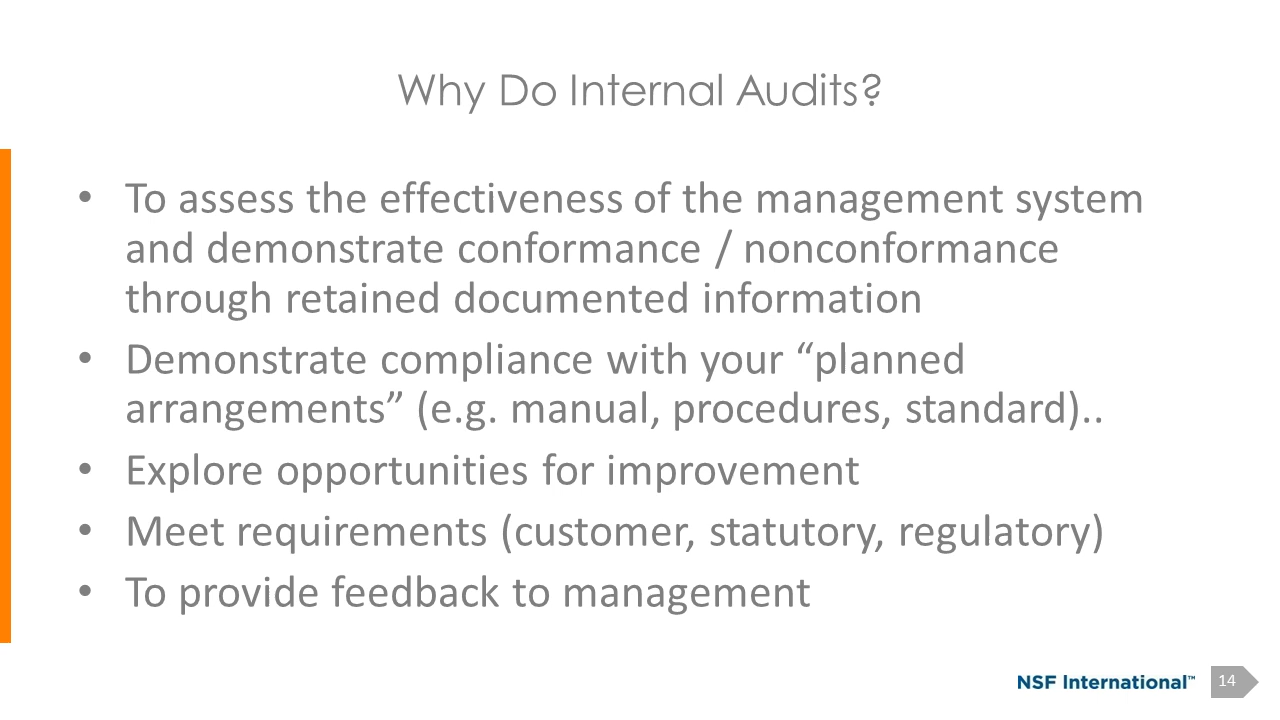 Why Do Internal Audits?
• To assess the effectiveness of the management system
and demonstrate conformance / nonconformance
through retained documented information
• Demonstrate compliance with your “planned
arrangements” (e.g. manual, procedures, standard)..
• Explore opportunities for improvement
• Meet requirements (customer, statutory, regulatory)
• To provide feedback to management
NSF International™
14